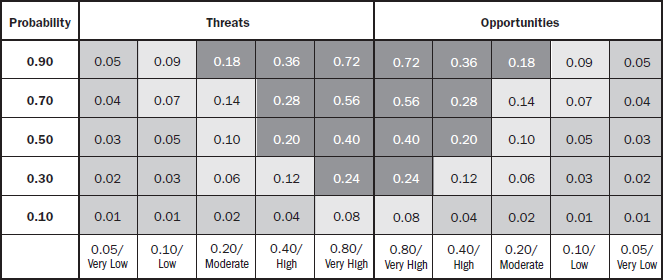 Probability Threats Opportunities
0.90 0.05 0.09 0.18 0.36 0.72 0.72 0.36 0.18 0.09 0.05
0.70 0.04 0.07 0.14 0.28 0.56 0.56 0.28 0.14 0.07 0.04
0.50 0.03 0.05 0.10 0.20 0.40 0.40 0.20 0.10 0.05 0.03
0.30 0.02 0.03 0.06 0.12 0.24 0.24 0.12 0.06 0.03 0.02
0.10 0.01 0.01 0.02 0.04 0.08 0.08 0.04 0.02 0.01 0.01
0.05/ 0.10/ 0.20/ 0.40/ 0.80/ 0.80/ 0.40/ 0.20/ 0.10/ 0.05/
Very Low Low Moderate High Very High Very High High Moderate Low Very Low